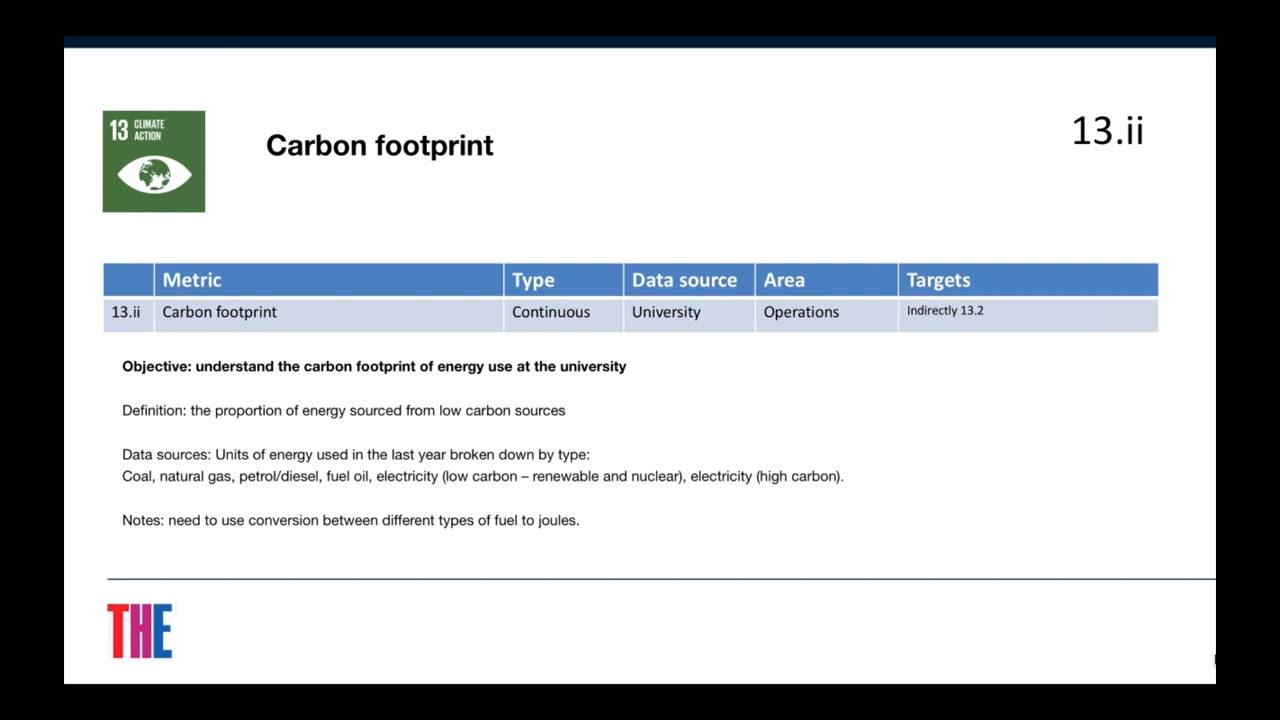 13 CLIMATE
ACTION
Carbon footprint
13.ii
Metric Type Data source Area Targets
13.ii Carbon footprint Continuous University Operations Indirectly 13.2
Objective: understand the carbon footprint of energy use at the university
Definition: the proportion of energy sourced from low carbon sources
Data sources: Units of energy used in the last year broken down by type:
Coal, natural gas, petrol/diesel, fuel oil, electricity (low carbon – renewable and nuclear), electricity (high carbon).
Notes: need to use conversion between different types of fuel to joules.
THE